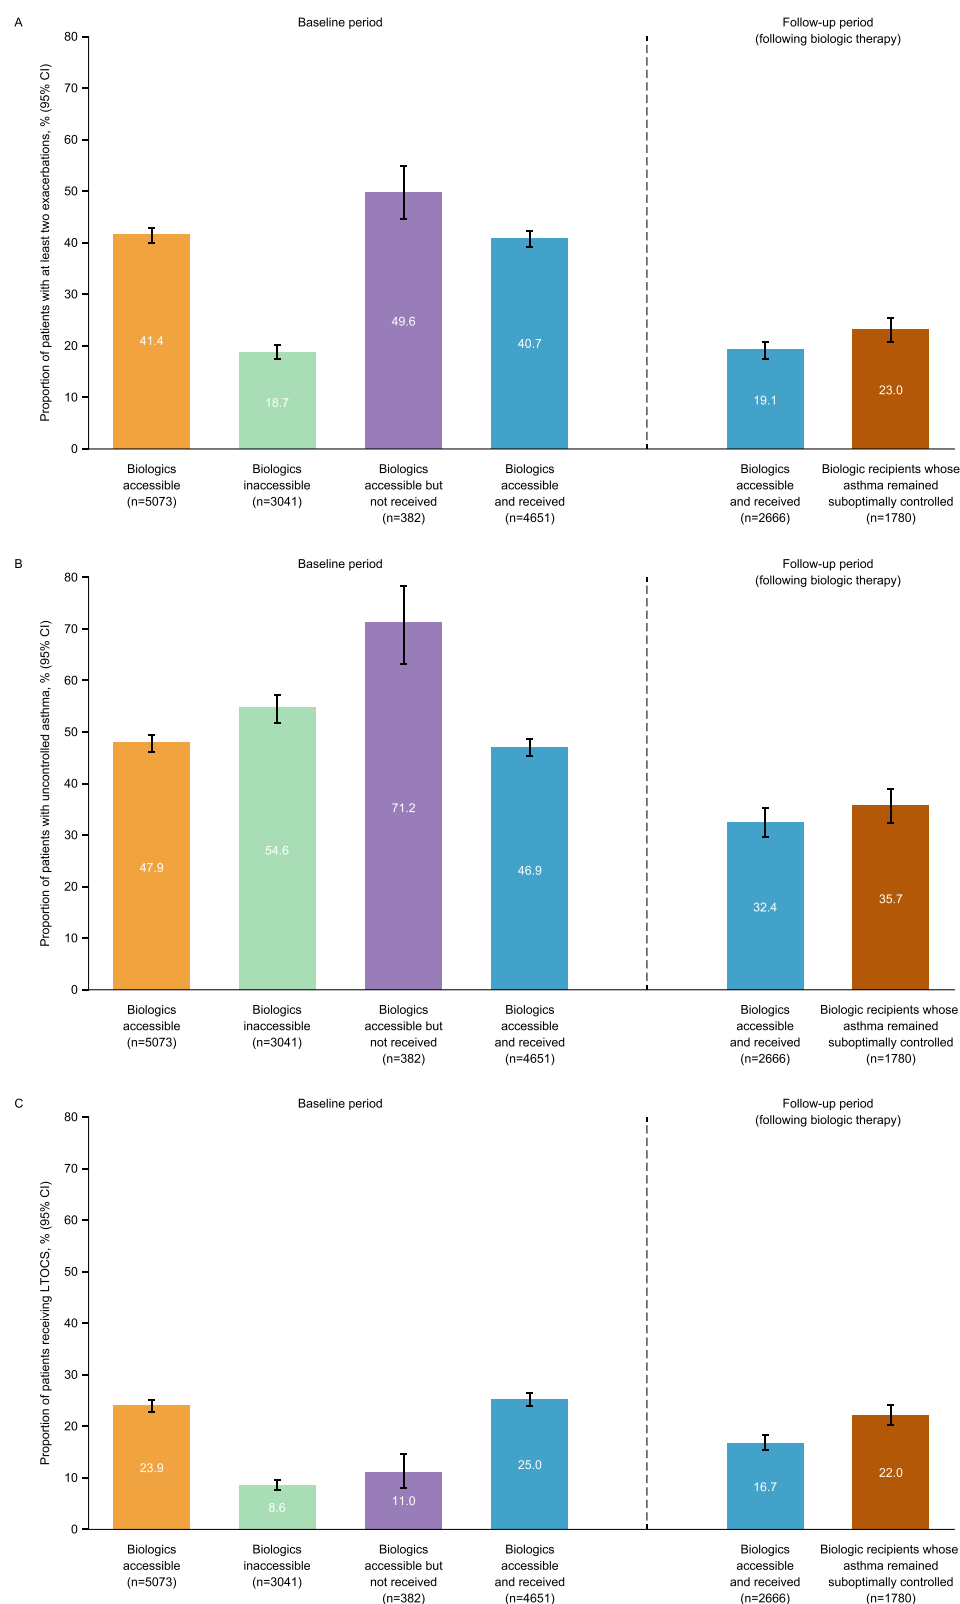 A
Baseline period
Follow-up period
(following biologic therapy)
Proportion of patients with at least two exacerbations, % (95% CI)
80
70
60
50
40
30
20
10
0
41.4
18.7
49.6
40.7
19.1
23.0
Biologics
accessible
(n=5073)
Biologics
inaccessible
(n=3041)
Biologics
accessible but
not received
(n=382)
Biologics
accessible
and received
(n=4651)
Biologics
accessible
and received
(n=2666)
Biologic recipients whose
asthma remained
suboptimally controlled
(n=1780)
B
Baseline period
Follow-up period
(following biologic therapy)
Proportion of patients with uncontrolled asthma, % (95% CI)
80
70
60
50
40
30
20
10
0
47.9
54.6
71.2
46.9
32.4
35.7
Biologics
accessible
(n=5073)
Biologics
inaccessible
(n=3041)
Biologics
accessible but
not received
(n=382)
Biologics
accessible
and received
(n=4651)
Biologics
accessible
and received
(n=2666)
Biologic recipients whose
asthma remained
suboptimally controlled
(n=1780)
C
Baseline period
Follow-up period
(following biologic therapy)
Proportion of patients receiving LTOCS, % (95% CI)
80
70
60
50
40
30
20
10
0
23.9
8.6
11.0
25.0
16.7
22.0
Biologics
accessible
(n=5073)
Biologics
inaccessible
(n=3041)
Biologics
accessible but
not received
(n=382)
Biologics
accessible
and received
(n=4651)
Biologics
accessible
and received
(n=2666)
Biologic recipients whose
asthma remained
suboptimally controlled
(n=1780)